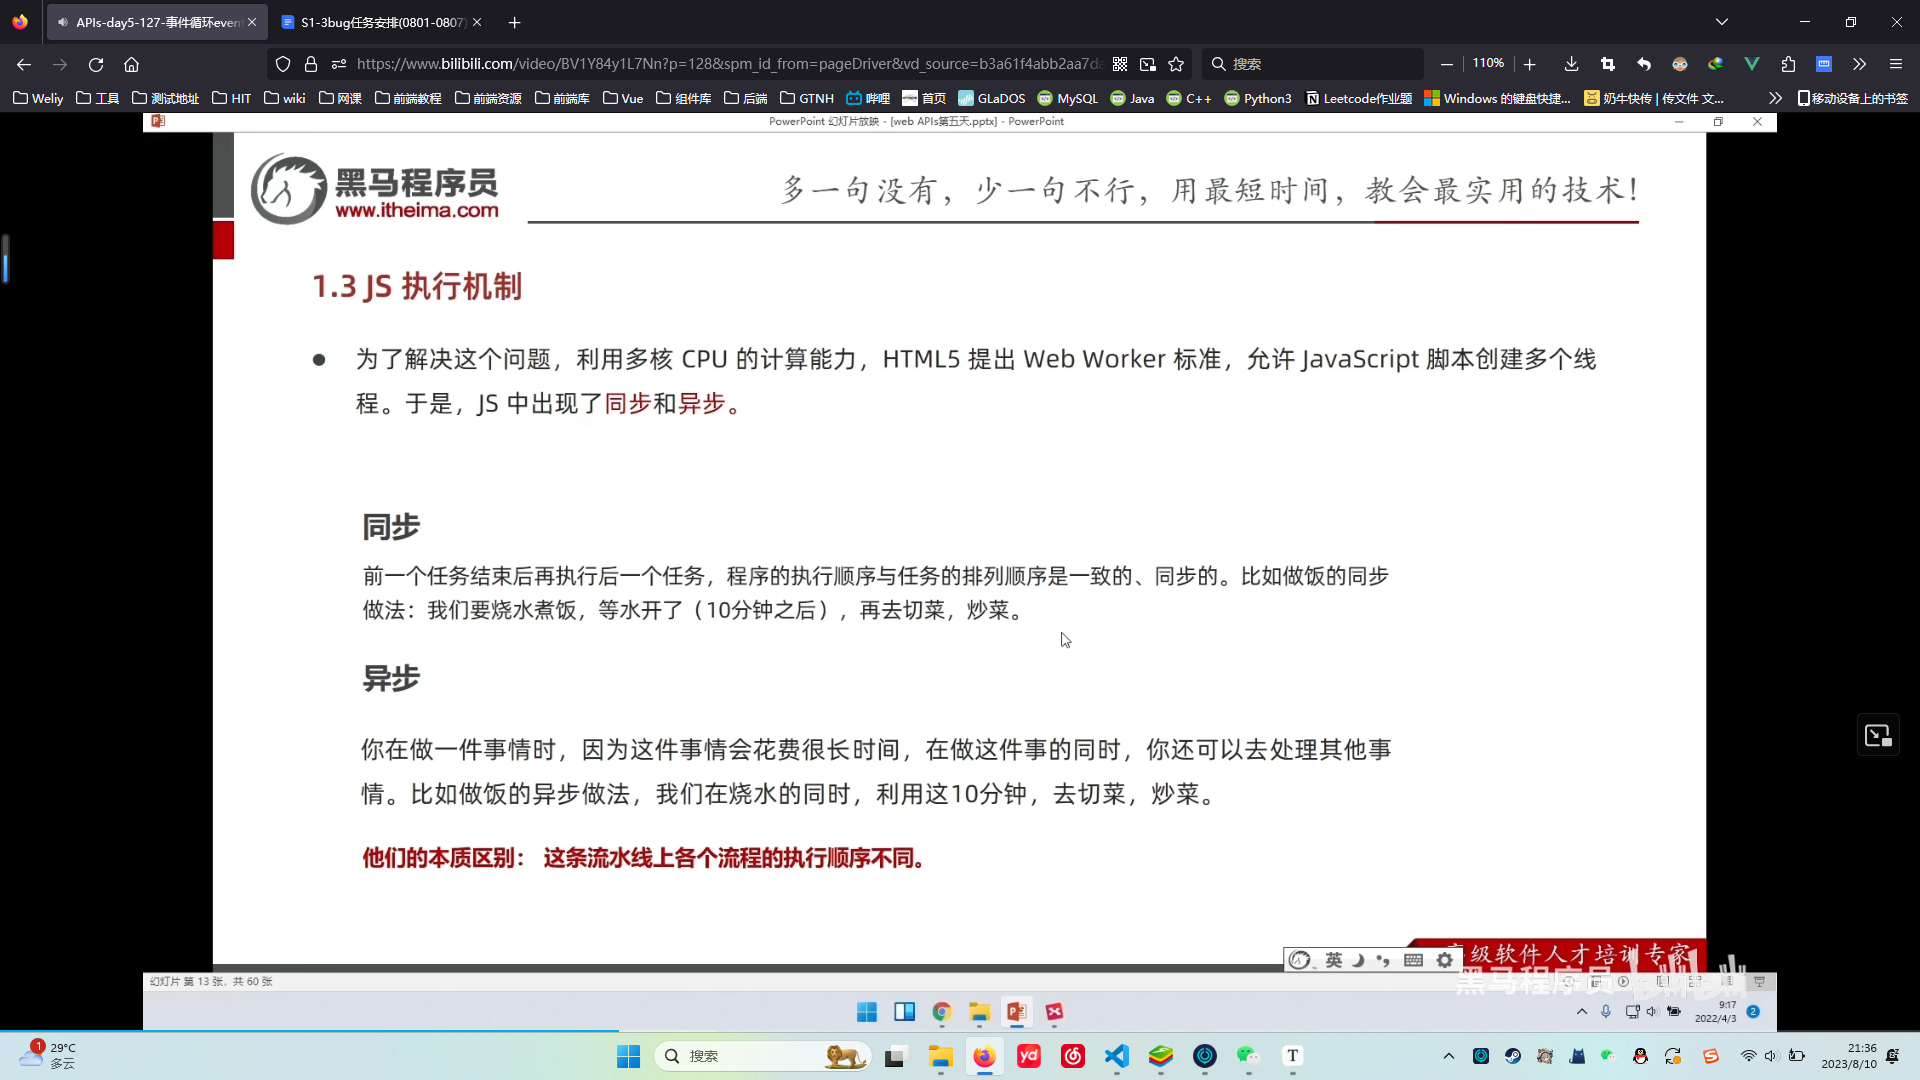 APIs-day5-127-事件循环even
S1-3bug任务安排(0801-0807)
https://www.bilibili.com/video/BV1Y84y1L7Nn?p=128&spm_id_from=pageDriver&vd_source=b3a61f4abb2aa7da
搜索
110%
Weliy 工具 测试地址 HIT wiki 网课 前端教程 前端资源 前端库 Vue 组件库 后端 GTNH 哔哩 首页 GLaDOS MySQL Java C++ Python3 Leetcode作业题 Windows 的键盘快捷... 奶牛快传 | 传文件 文... 移动设备上的书签
PowerPoint 幻灯片放映 - [web APIs第五天.pptx] - PowerPoint
黑马程序员
www.itheima.com
多一句没有，少一句不行，用最短时间，教会最实用的技术！
1.3 JS 执行机制
为了解决这个问题，利用多核 CPU 的计算能力，HTML5 提出 Web Worker 标准，允许 JavaScript 脚本创建多个线
程。于是，JS 中出现了同步和异步。
同步
前一个任务结束后再执行后一个任务，程序的执行顺序与任务的排列顺序是一致的、同步的。比如做饭的同步
做法：我们要烧水煮饭，等水开了（10分钟之后），再去切菜，炒菜。
异步
你在做一件事情时，因为这件事情会花费很长时间，在做这件事的同时，你还可以去处理其他事
情。比如做饭的异步做法，我们在烧水的同时，利用这10分钟，去切菜，炒菜。
他们的本质区别： 这条流水线上各个流程的执行顺序不同。
英
级软件人才培训专家
黑马程序员
幻灯片 第 13 张，共 60 张
9:17
2022/4/3
2
1
29°C
多云
搜索
yd
T
21:36
2023/8/10